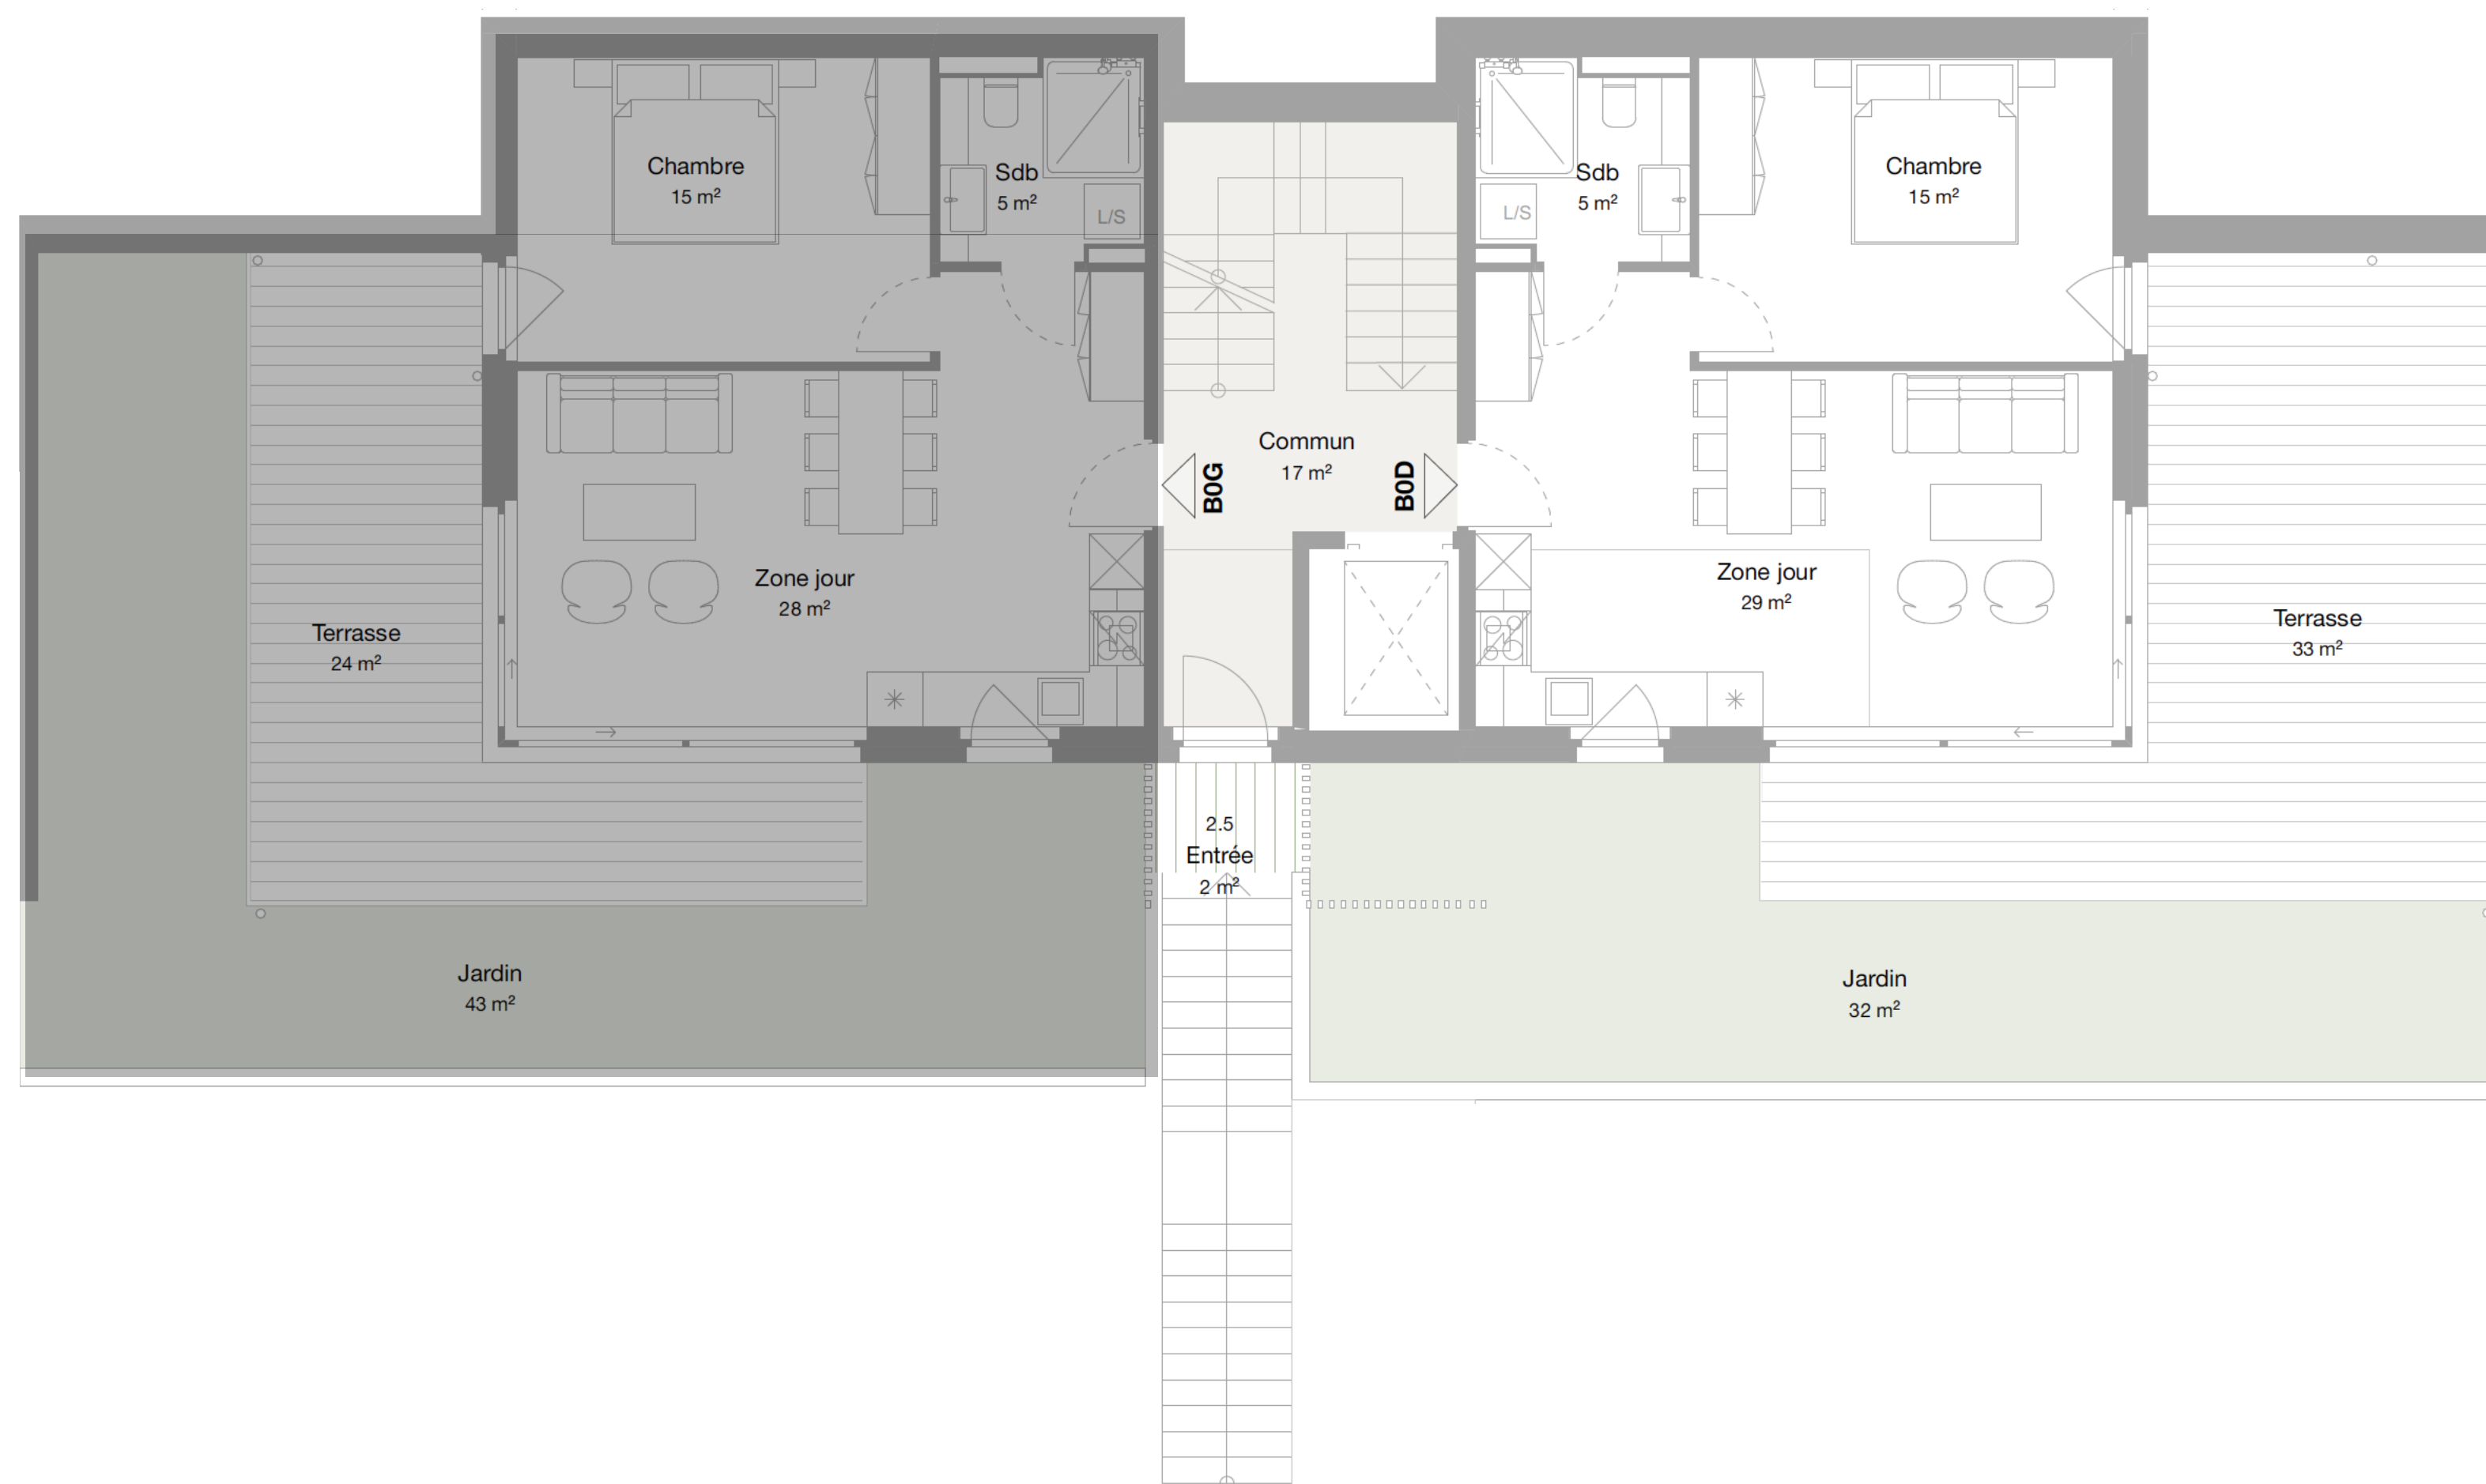 Chambre
15 m²
Sdb
5 m²
L/S
Sdb
5 m²
L/S
Chambre
15 m²
Commun
17 m²
B0G
B0D
Zone jour
28 m²
Zone jour
29 m²
Terrasse
24 m²
Terrasse
33 m²
2.5
Entrée
2 m²
Jardin
43 m²
Jardin
32 m²